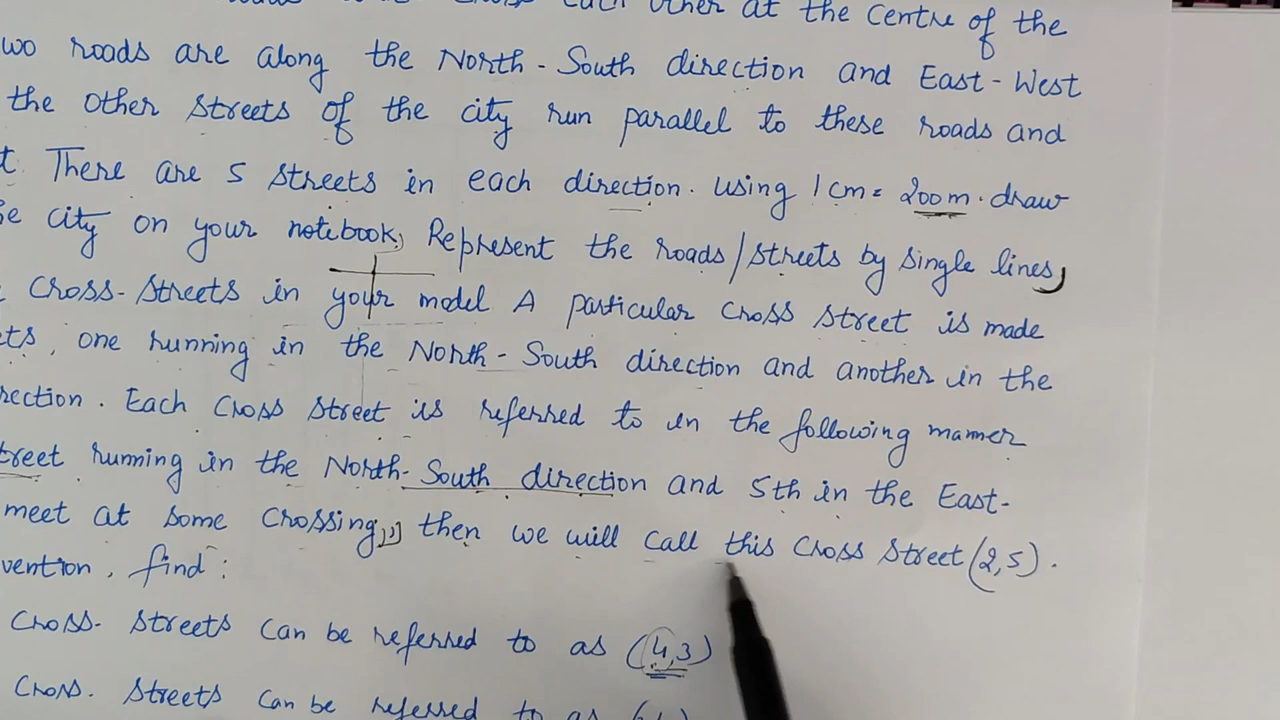 each other at the centre of the
wo roads are along the North-South direction and East-West
the other streets of the city run parallel to these roads and
t. There are 5 streets in each direction. using 1cm = 200m. draw
e city on your notebook, Represent the roads/streets by single lines,
cross-streets in your model A particular cross street is made
ts, one running in the North-South direction and another in the
rection. Each cross street is referred to in the following manner
treet running in the North-South direction and 5th in the East-
meet at some crossing, then we will call this cross street (2,5).
vention, find:
cross-streets can be referred to as (4,3)
cross. streets can be referred to as